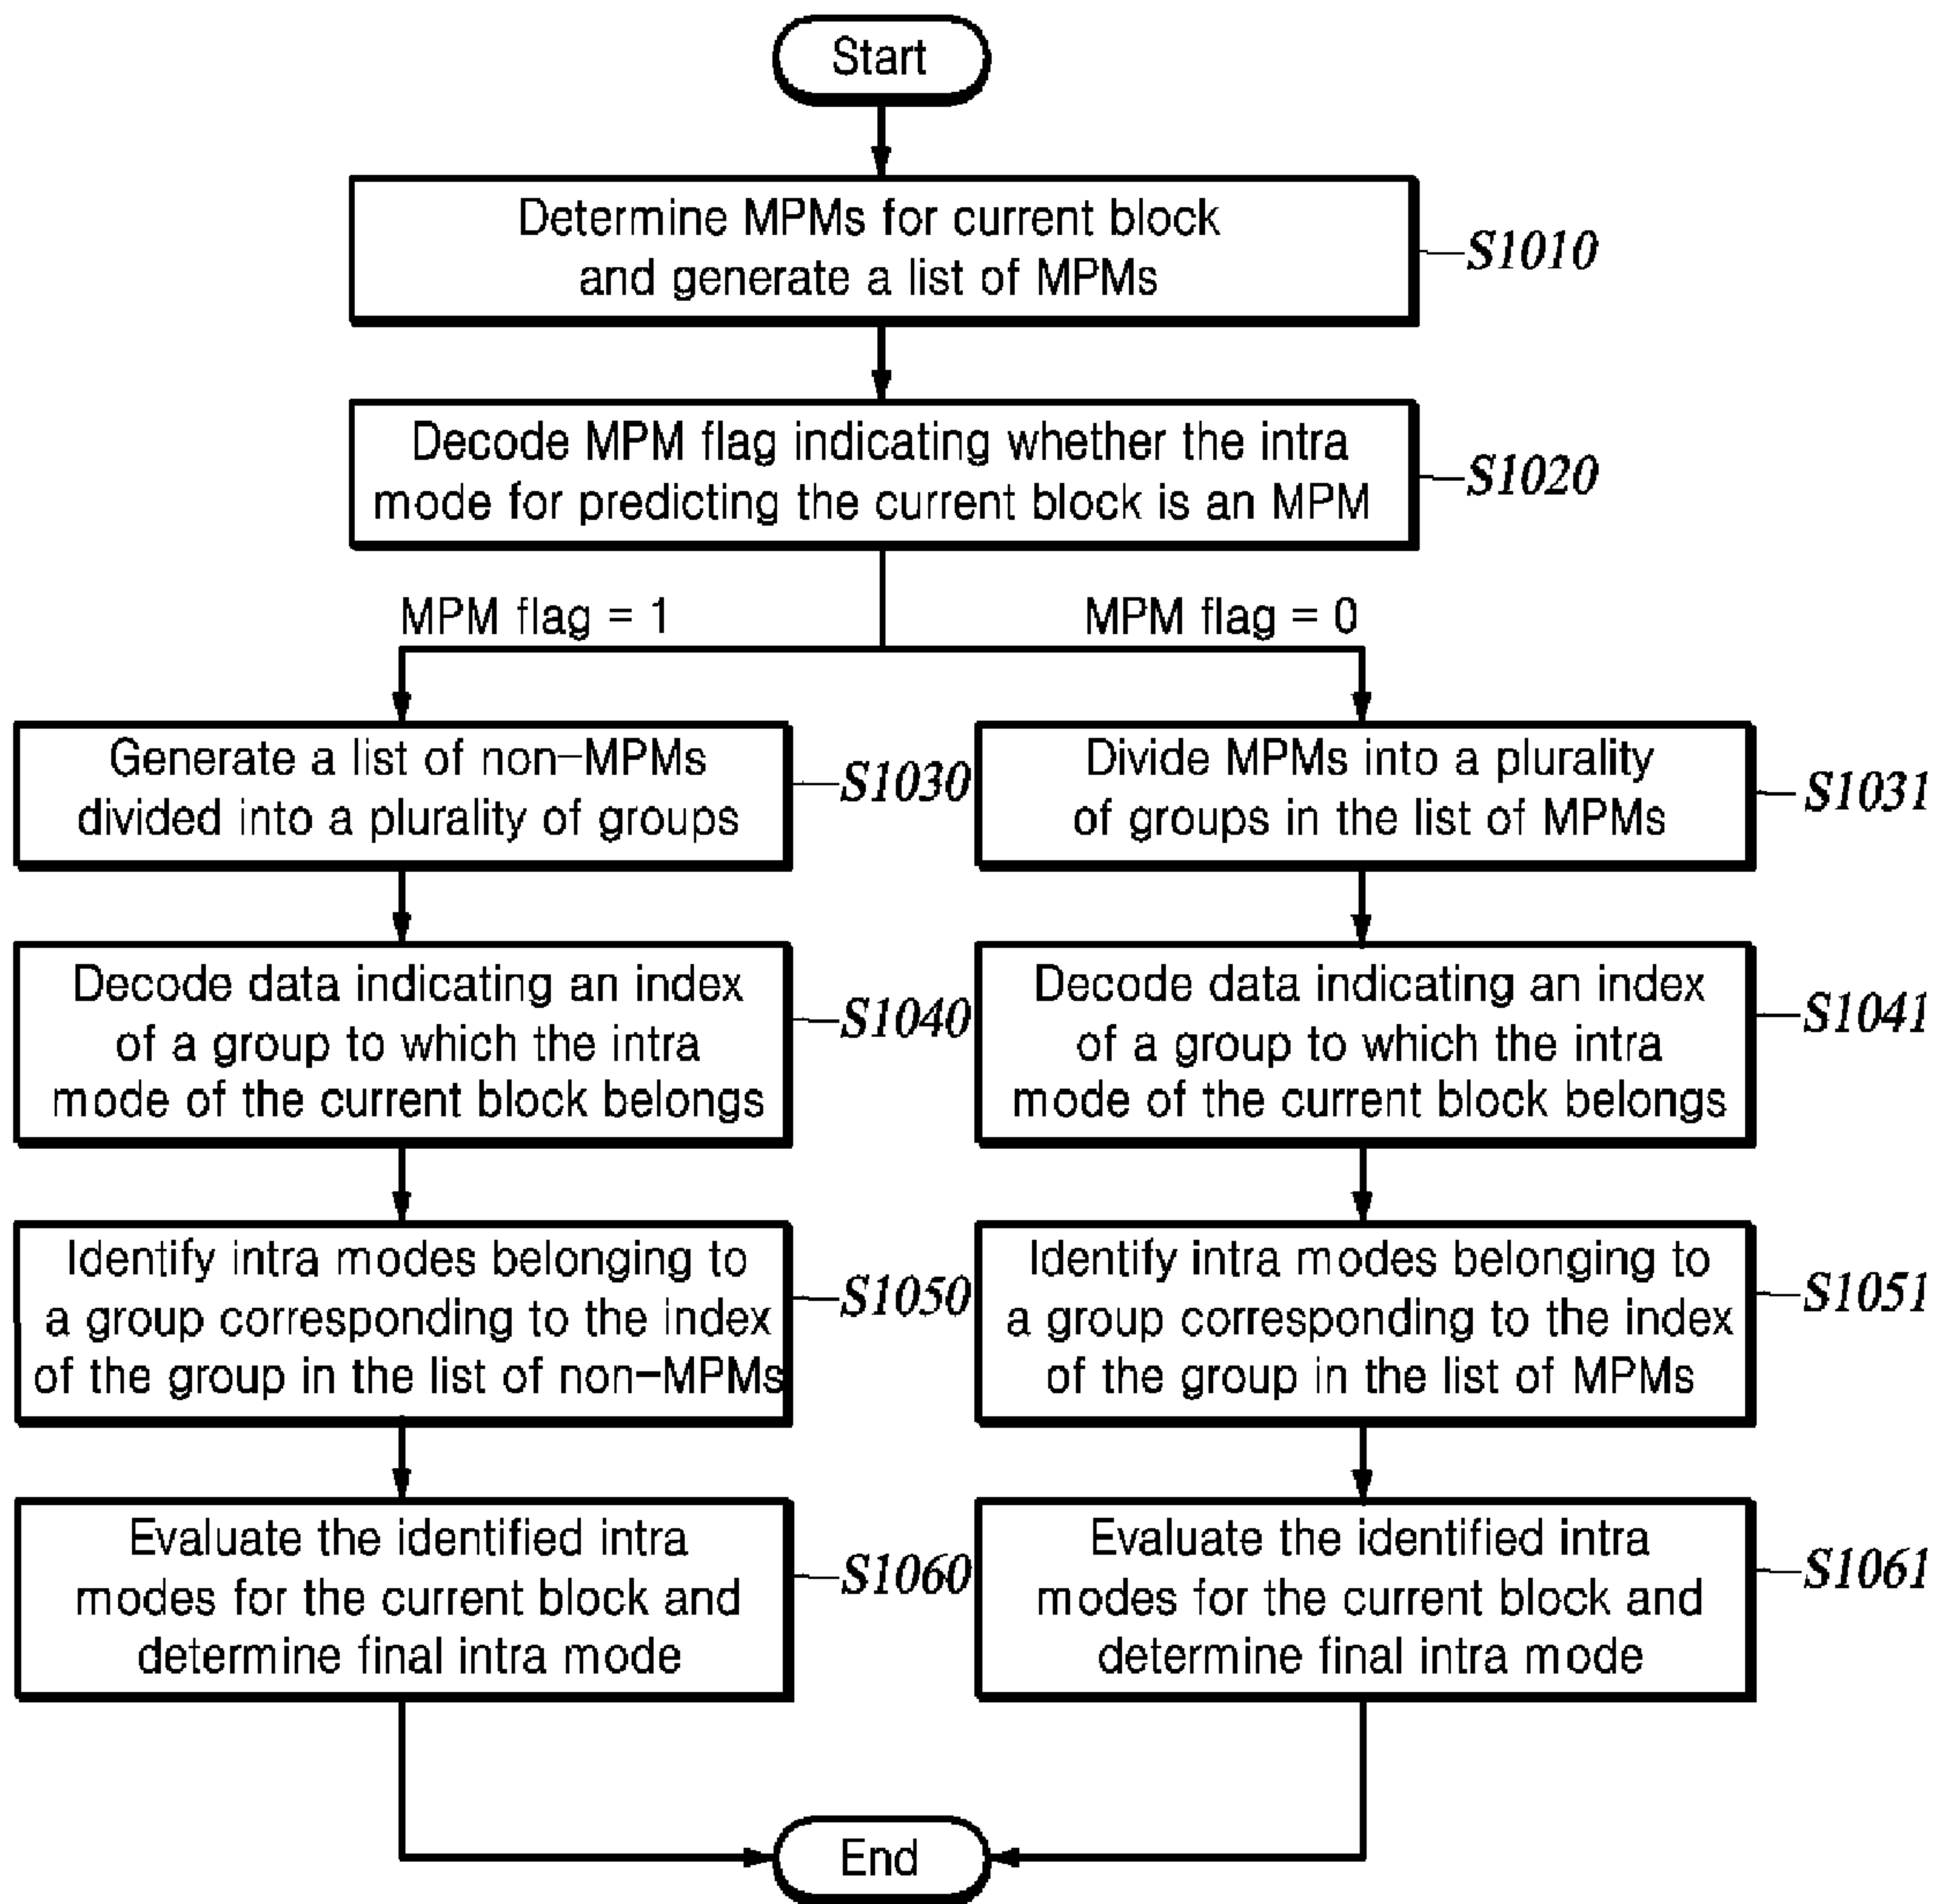 Start
Determine MPMs for current block
and generate a list of MPMs
S1010
Decode MPM flag indicating whether the intra
mode for predicting the current block is an MPM
S1020
MPM flag = 1
MPM flag = 0
Generate a list of non-MPMs
divided into a plurality of groups
S1030
Divide MPMs into a plurality
of groups in the list of MPMs
S1031
Decode data indicating an index
of a group to which the intra
mode of the current block belongs
S1040
Decode data indicating an index
of a group to which the intra
mode of the current block belongs
S1041
Identify intra modes belonging to
a group corresponding to the index
of the group in the list of non-MPMs
S1050
Identify intra modes belonging to
a group corresponding to the index
of the group in the list of MPMs
S1051
Evaluate the identified intra
modes for the current block and
determine final intra mode
S1060
Evaluate the identified intra
modes for the current block and
determine final intra mode
S1061
End